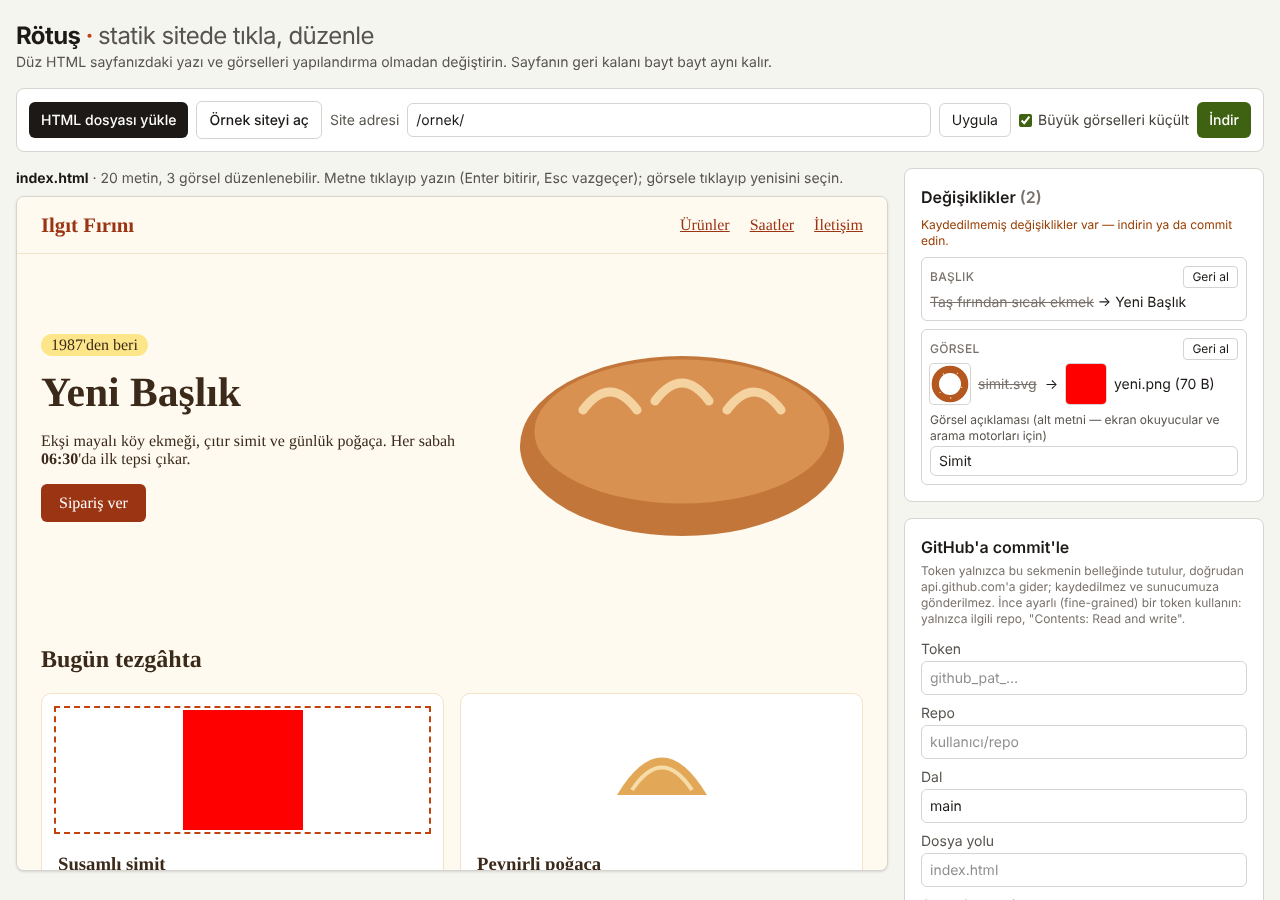 Rötuş · statik sitede tıkla, düzenle
Düz HTML sayfanızdaki yazı ve görselleri yapılandırma olmadan değiştirin. Sayfanın geri kalanı bayt bayt aynı kalır.
HTML dosyası yükle
Örnek siteyi aç
Site adresi
/ornek/
Uygula
Büyük görselleri küçült
İndir
index.html · 20 metin, 3 görsel düzenlenebilir. Metne tıklayıp yazın (Enter bitirir, Esc vazgeçer); görsele tıklayıp yenisini seçin.
Ilgıt Fırını
Ürünler
Saatler
İletişim
1987'den beri
Yeni Başlık
Ekşi mayalı köy ekmeği, çıtır simit ve günlük poğaça. Her sabah
06:30'da ilk tepsi çıkar.
Sipariş ver
Bugün tezgâhta
Susamlı simit
Peynirli poğaça
Değişiklikler (2)
Kaydedilmemiş değişiklikler var — indirin ya da commit
edin.
BAŞLIK
Geri al
Taş fırından sıcak ekmek → Yeni Başlık
GÖRSEL
Geri al
simit.svg → yeni.png (70 B)
Görsel açıklaması (alt metni — ekran okuyucular ve
arama motorları için)
Simit
GitHub'a commit'le
Token yalnızca bu sekmenin belleğinde tutulur, doğrudan
api.github.com'a gider; kaydedilmez ve sunucumuza
gönderilmez. İnce ayarlı (fine-grained) bir token kullanın:
yalnızca ilgili repo, "Contents: Read and write".
Token
github_pat_...
Repo
kullanıcı/repo
Dal
main
Dosya yolu
index.html